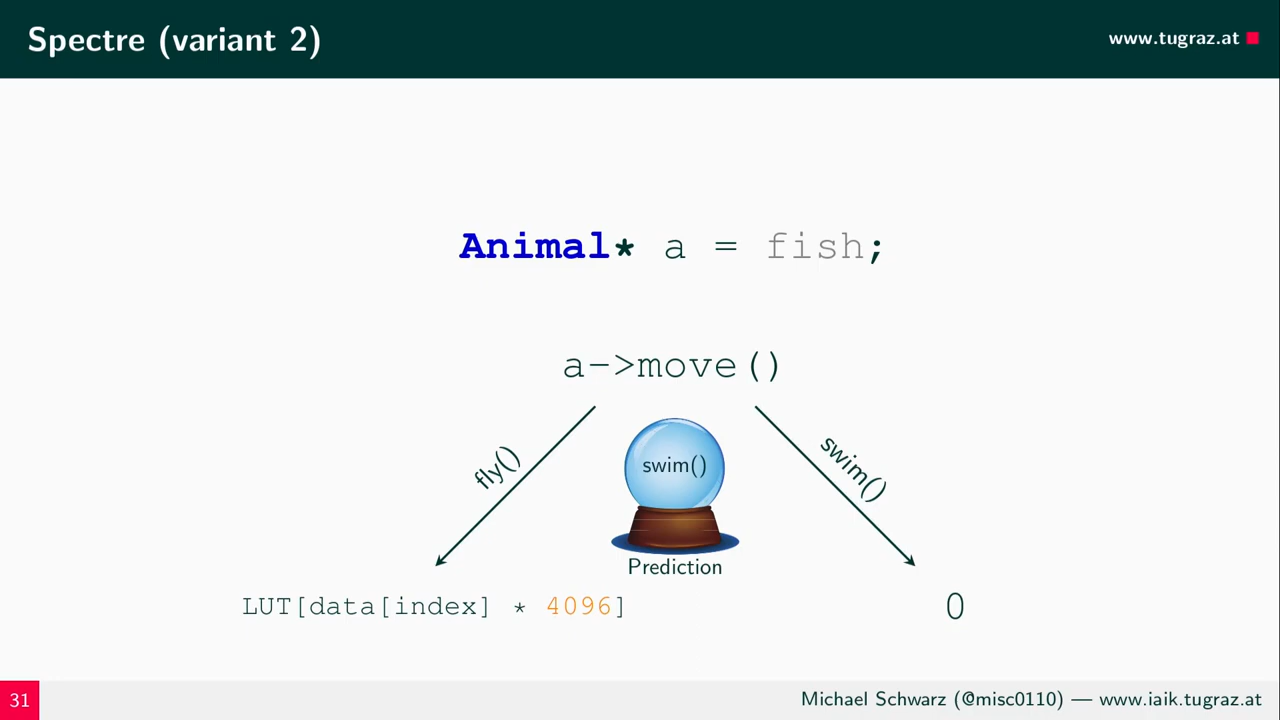 Spectre (variant 2)
www.tugraz.at
Animal* a = fish;
a->move()
fly()
swim()
swim()
Prediction
LUT[data[index] * 4096]
0
31
Michael Schwarz (@misc0110) — www.iaik.tugraz.at